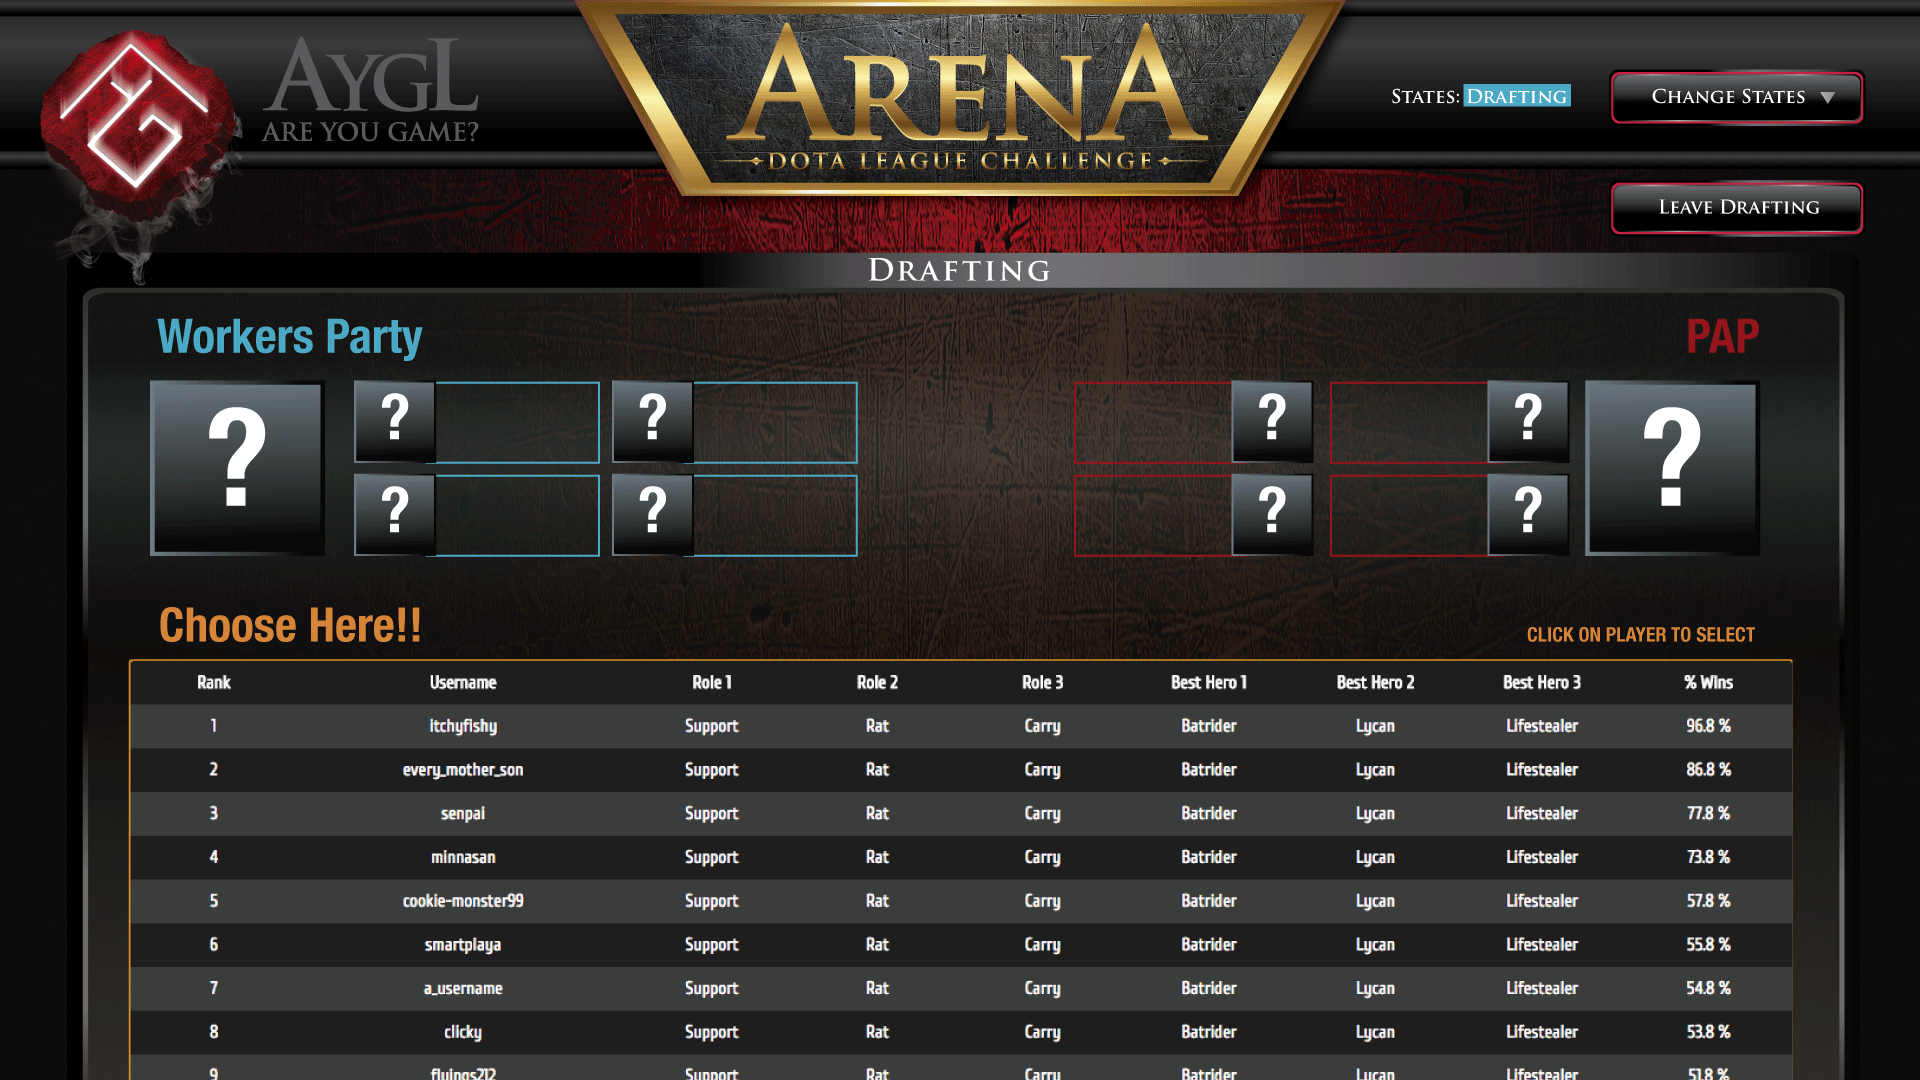 AYGL
ARE YOU GAME?
ARENA
DOTA LEAGUE CHALLENGE
STATES: DRAFTING
CHANGE STATES
LEAVE DRAFTING
DRAFTING
Workers Party
PAP
? ? ? ? ? ?
? ? ? ?
Choose Here!!
CLICK ON PLAYER TO SELECT
Rank Username Role 1 Role 2 Role 3 Best Hero 1 Best Hero 2 Best Hero 3 % Wins
1 itchyfishy Support Rat Carry Batrider Lycan Lifestealer 96.8 %
2 every_mother_son Support Rat Carry Batrider Lycan Lifestealer 86.8 %
3 senpai Support Rat Carry Batrider Lycan Lifestealer 77.8 %
4 minnasan Support Rat Carry Batrider Lycan Lifestealer 73.8 %
5 cookie-monster99 Support Rat Carry Batrider Lycan Lifestealer 57.8 %
6 smartplaya Support Rat Carry Batrider Lycan Lifestealer 55.8 %
7 a_username Support Rat Carry Batrider Lycan Lifestealer 54.8 %
8 clicky Support Rat Carry Batrider Lycan Lifestealer 53.8 %
9 flyings212 Support Rat Carry Batrider Lycan Lifestealer 51.8 %